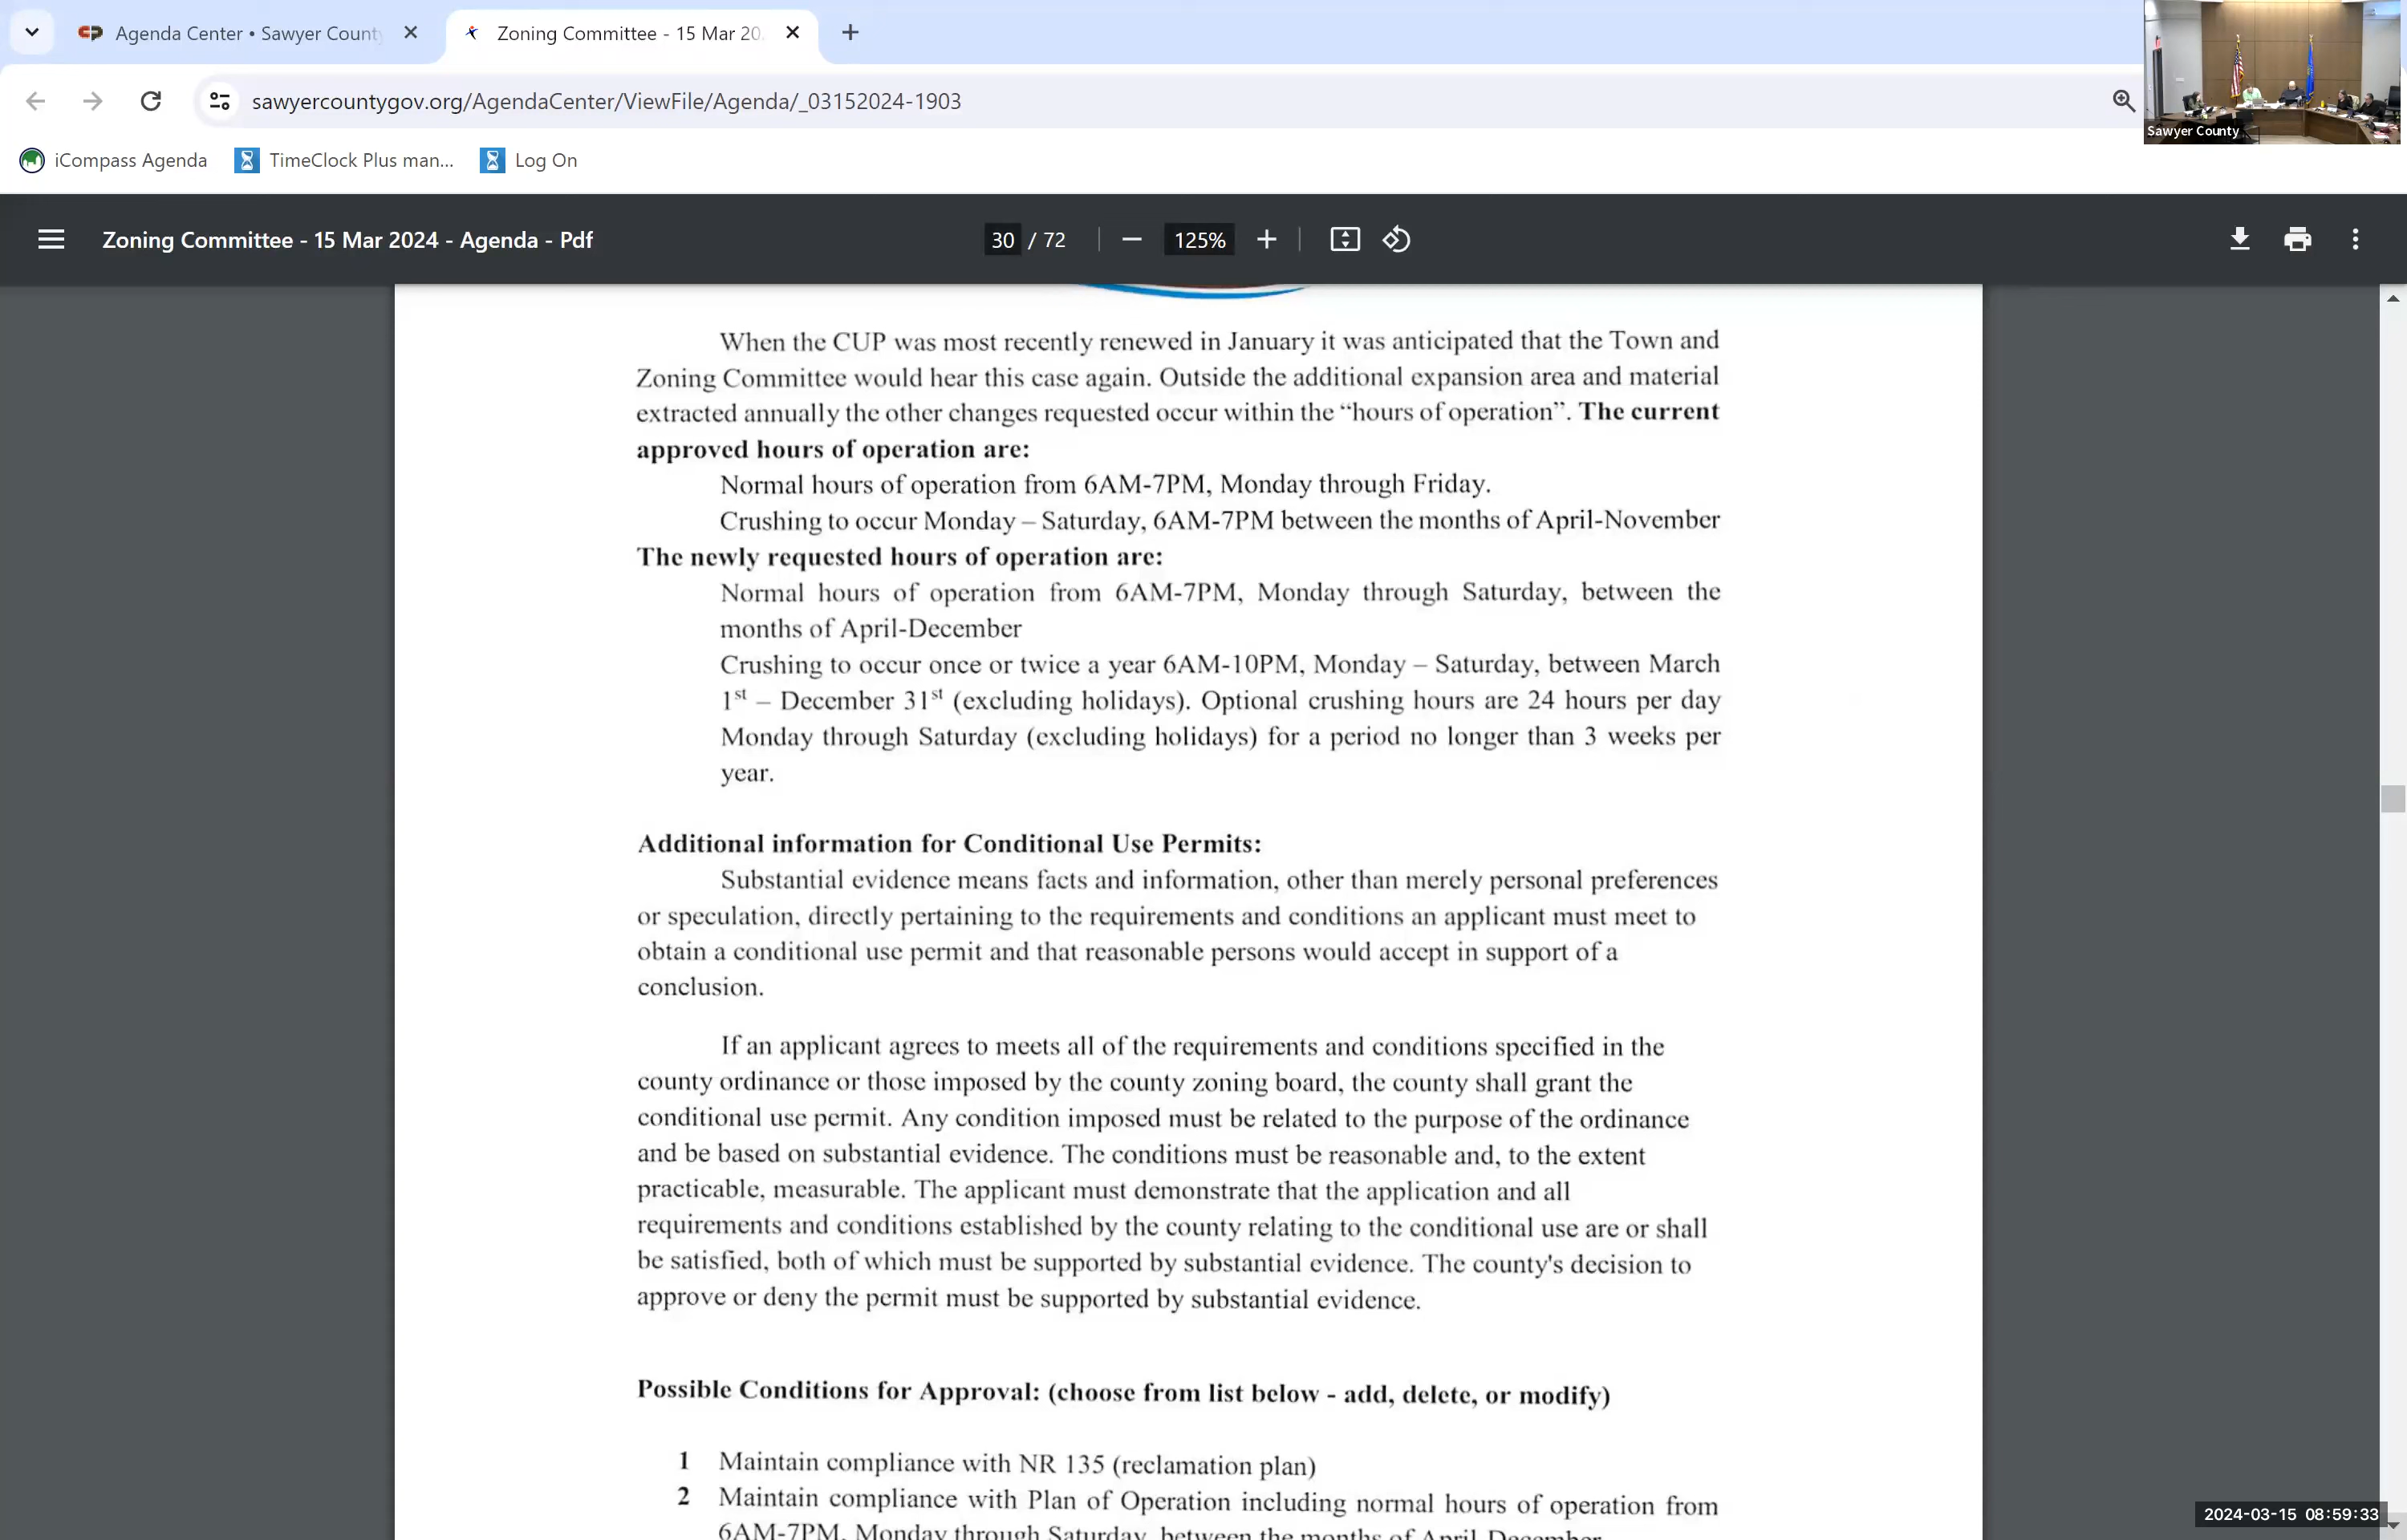 Agenda Center • Sawyer County
Zoning Committee - 15 Mar 20
sawyercountygov.org/AgendaCenter/ViewFile/Agenda/_03152024-1903
Sawyer County
iCompass Agenda
TimeClock Plus man...
Log On
Zoning Committee - 15 Mar 2024 - Agenda - Pdf
30 / 72
125%
When the CUP was most recently renewed in January it was anticipated that the Town and
Zoning Committee would hear this case again. Outside the additional expansion area and material
extracted annually the other changes requested occur within the “hours of operation”. The current
approved hours of operation are:
Normal hours of operation from 6AM-7PM, Monday through Friday.
Crushing to occur Monday – Saturday, 6AM-7PM between the months of April-November
The newly requested hours of operation are:
Normal hours of operation from 6AM-7PM, Monday through Saturday, between the
months of April-December
Crushing to occur once or twice a year 6AM-10PM, Monday – Saturday, between March
1st – December 31st (excluding holidays). Optional crushing hours are 24 hours per day
Monday through Saturday (excluding holidays) for a period no longer than 3 weeks per
year.
Additional information for Conditional Use Permits:
Substantial evidence means facts and information, other than merely personal preferences
or speculation, directly pertaining to the requirements and conditions an applicant must meet to
obtain a conditional use permit and that reasonable persons would accept in support of a
conclusion.
If an applicant agrees to meets all of the requirements and conditions specified in the
county ordinance or those imposed by the county zoning board, the county shall grant the
conditional use permit. Any condition imposed must be related to the purpose of the ordinance
and be based on substantial evidence. The conditions must be reasonable and, to the extent
practicable, measurable. The applicant must demonstrate that the application and all
requirements and conditions established by the county relating to the conditional use are or shall
be satisfied, both of which must be supported by substantial evidence. The county's decision to
approve or deny the permit must be supported by substantial evidence.
Possible Conditions for Approval: (choose from list below - add, delete, or modify)
1 Maintain compliance with NR 135 (reclamation plan)
2 Maintain compliance with Plan of Operation including normal hours of operation from
6AM-7PM, Monday through Saturday, between the months of April-December
2024-03-15 08:59:33